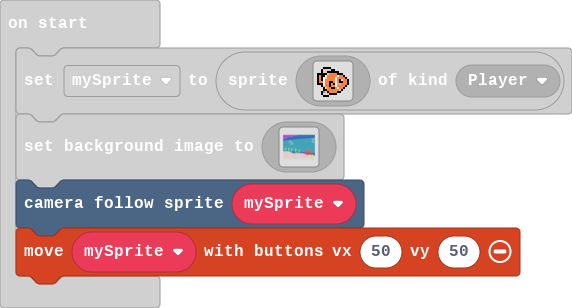 on start
set mySprite to sprite of kind Player
set background image to
camera follow sprite mySprite
move mySprite with buttons vx 50 vy 50